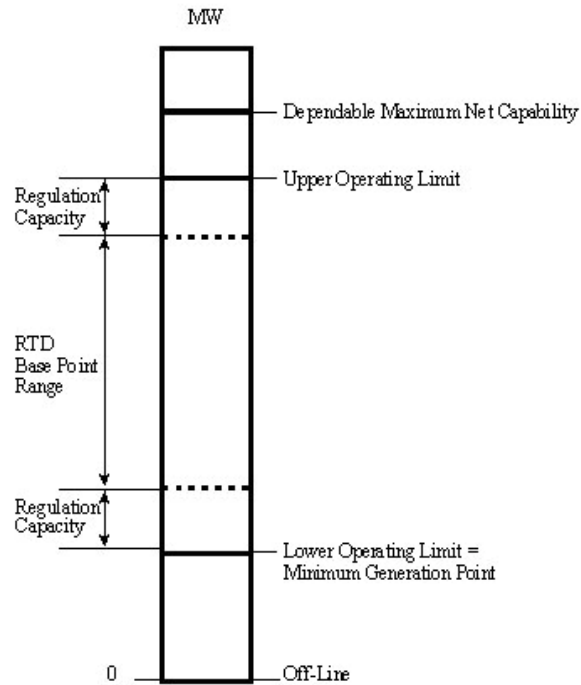 MW
Dependable Maximum Net Capability
Upper Operating Limit
Regulation
Capacity
RTD
Base Point
Range
Regulation
Capacity
Lower Operating Limit =
Minimum Generation Point
0
Off-Line